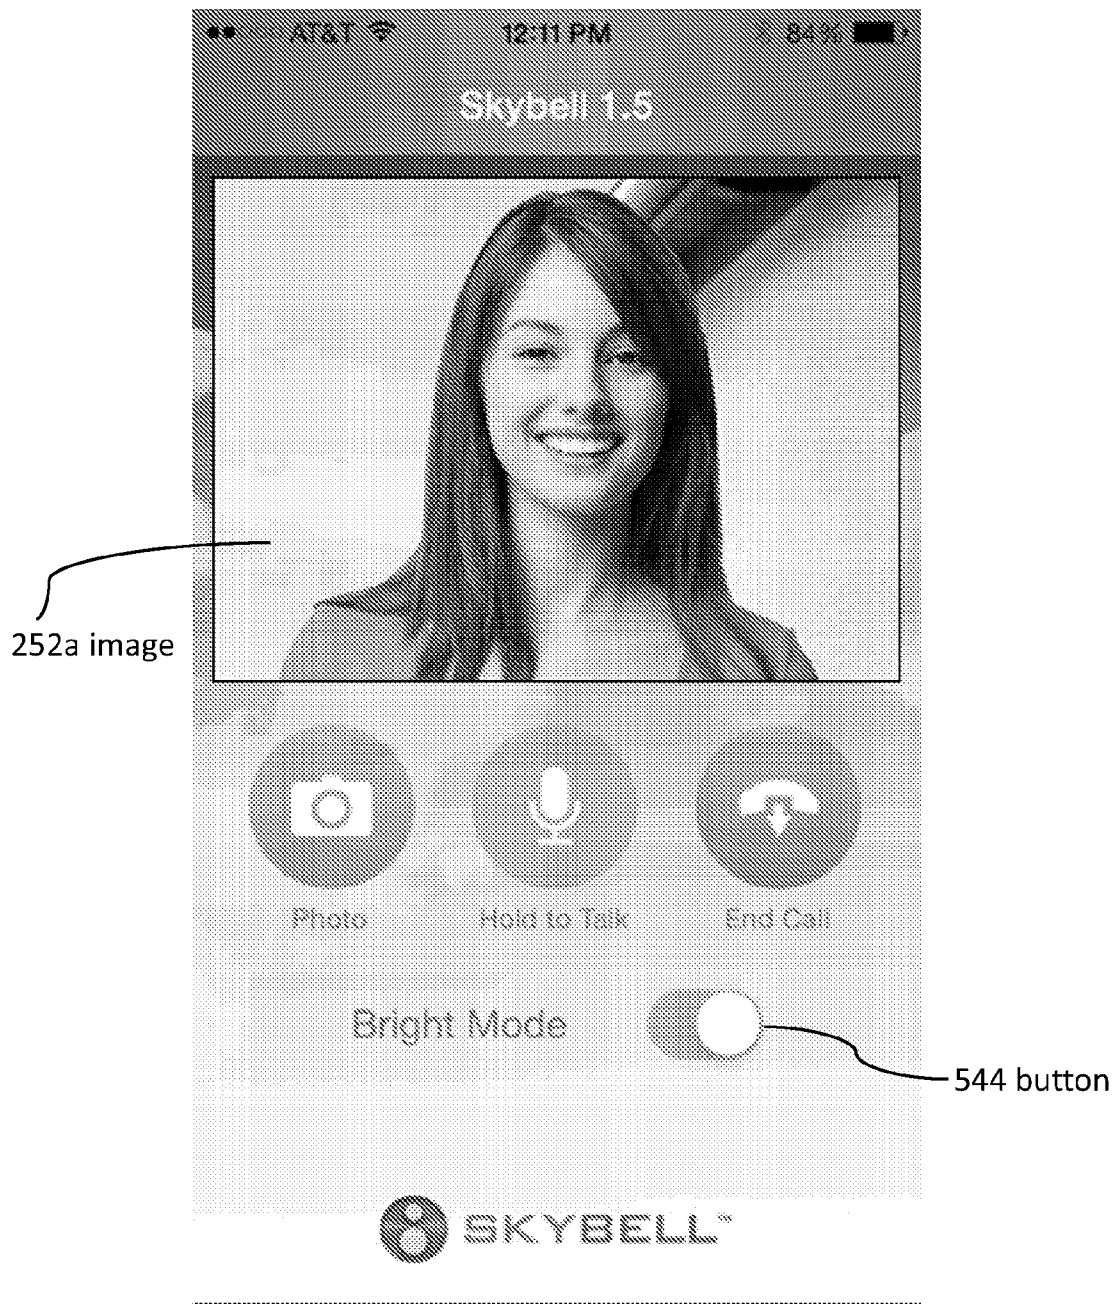 AT&T 12:11 PM 84%
Skybell 1.5
252a image
Photo Hold to Talk End Call
Bright Mode
544 button
SKYBELL™